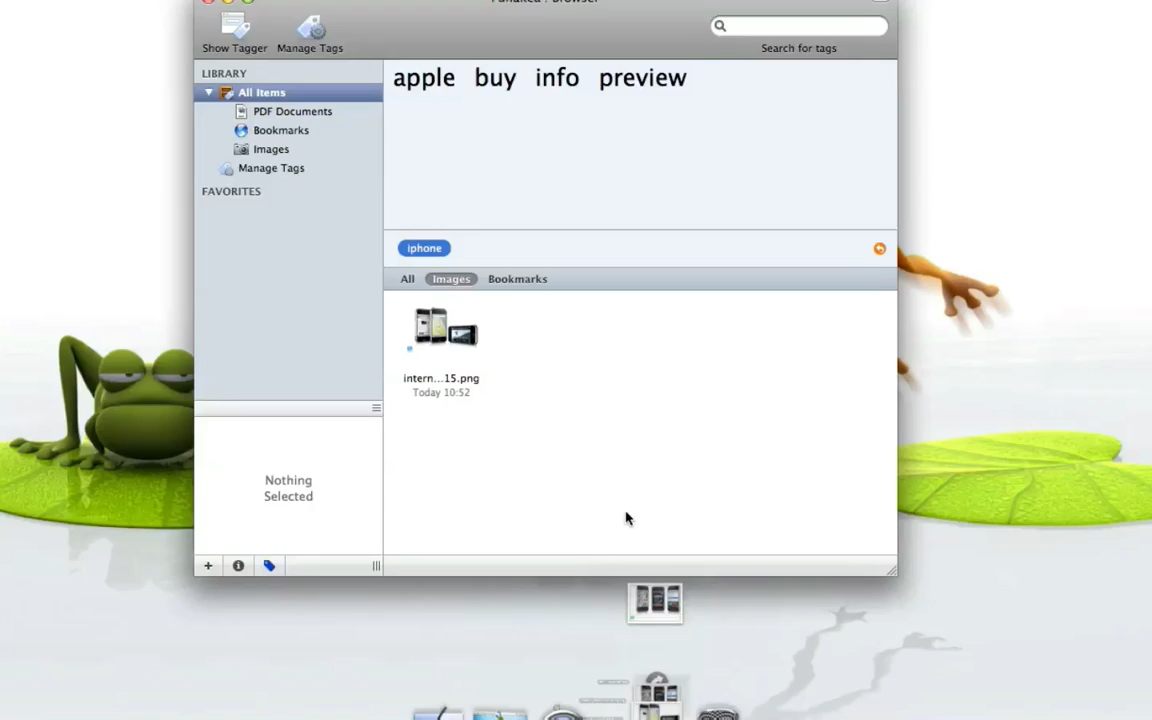 Show Tagger Manage Tags
Search for tags
LIBRARY
All Items
PDF Documents
Bookmarks
Images
Manage Tags
FAVORITES
apple buy info preview
iphone
All Images Bookmarks
intern...15.png
Today 10:52
Nothing
Selected